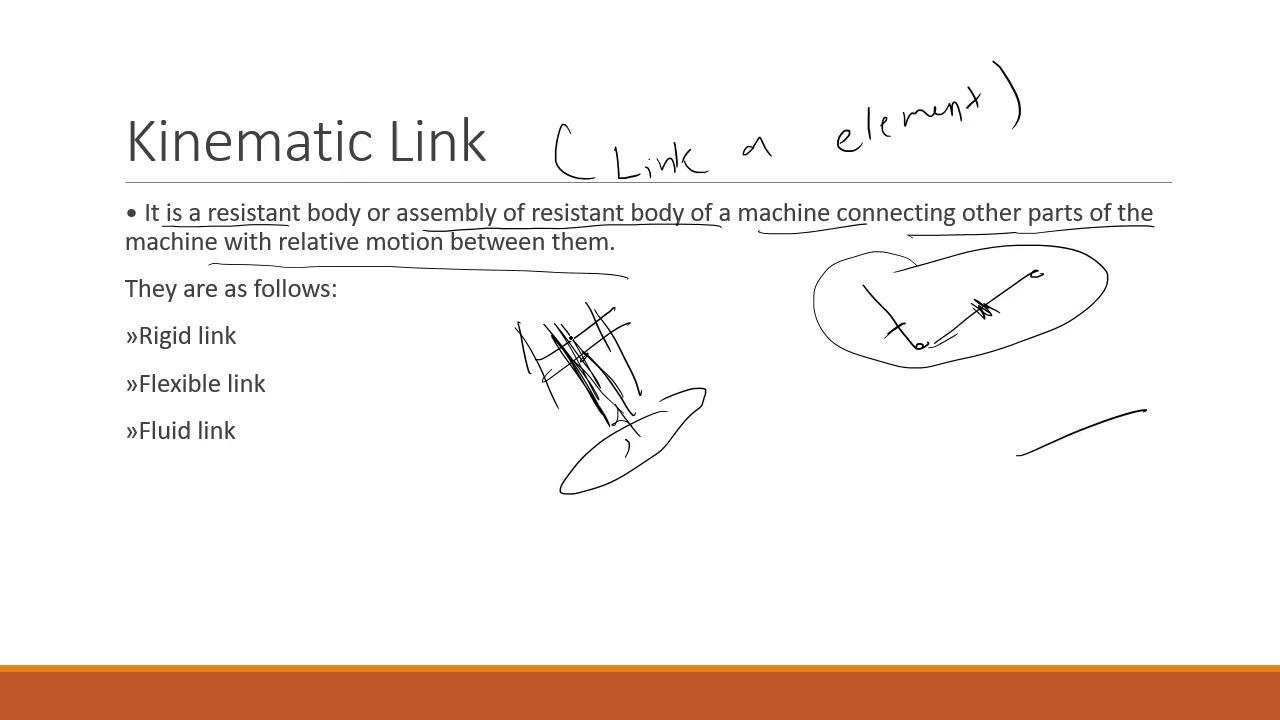 Kinematic Link (Link a element)
• It is a resistant body or assembly of resistant body of a machine connecting other parts of the
machine with relative motion between them.
They are as follows:
»Rigid link
»Flexible link
»Fluid link